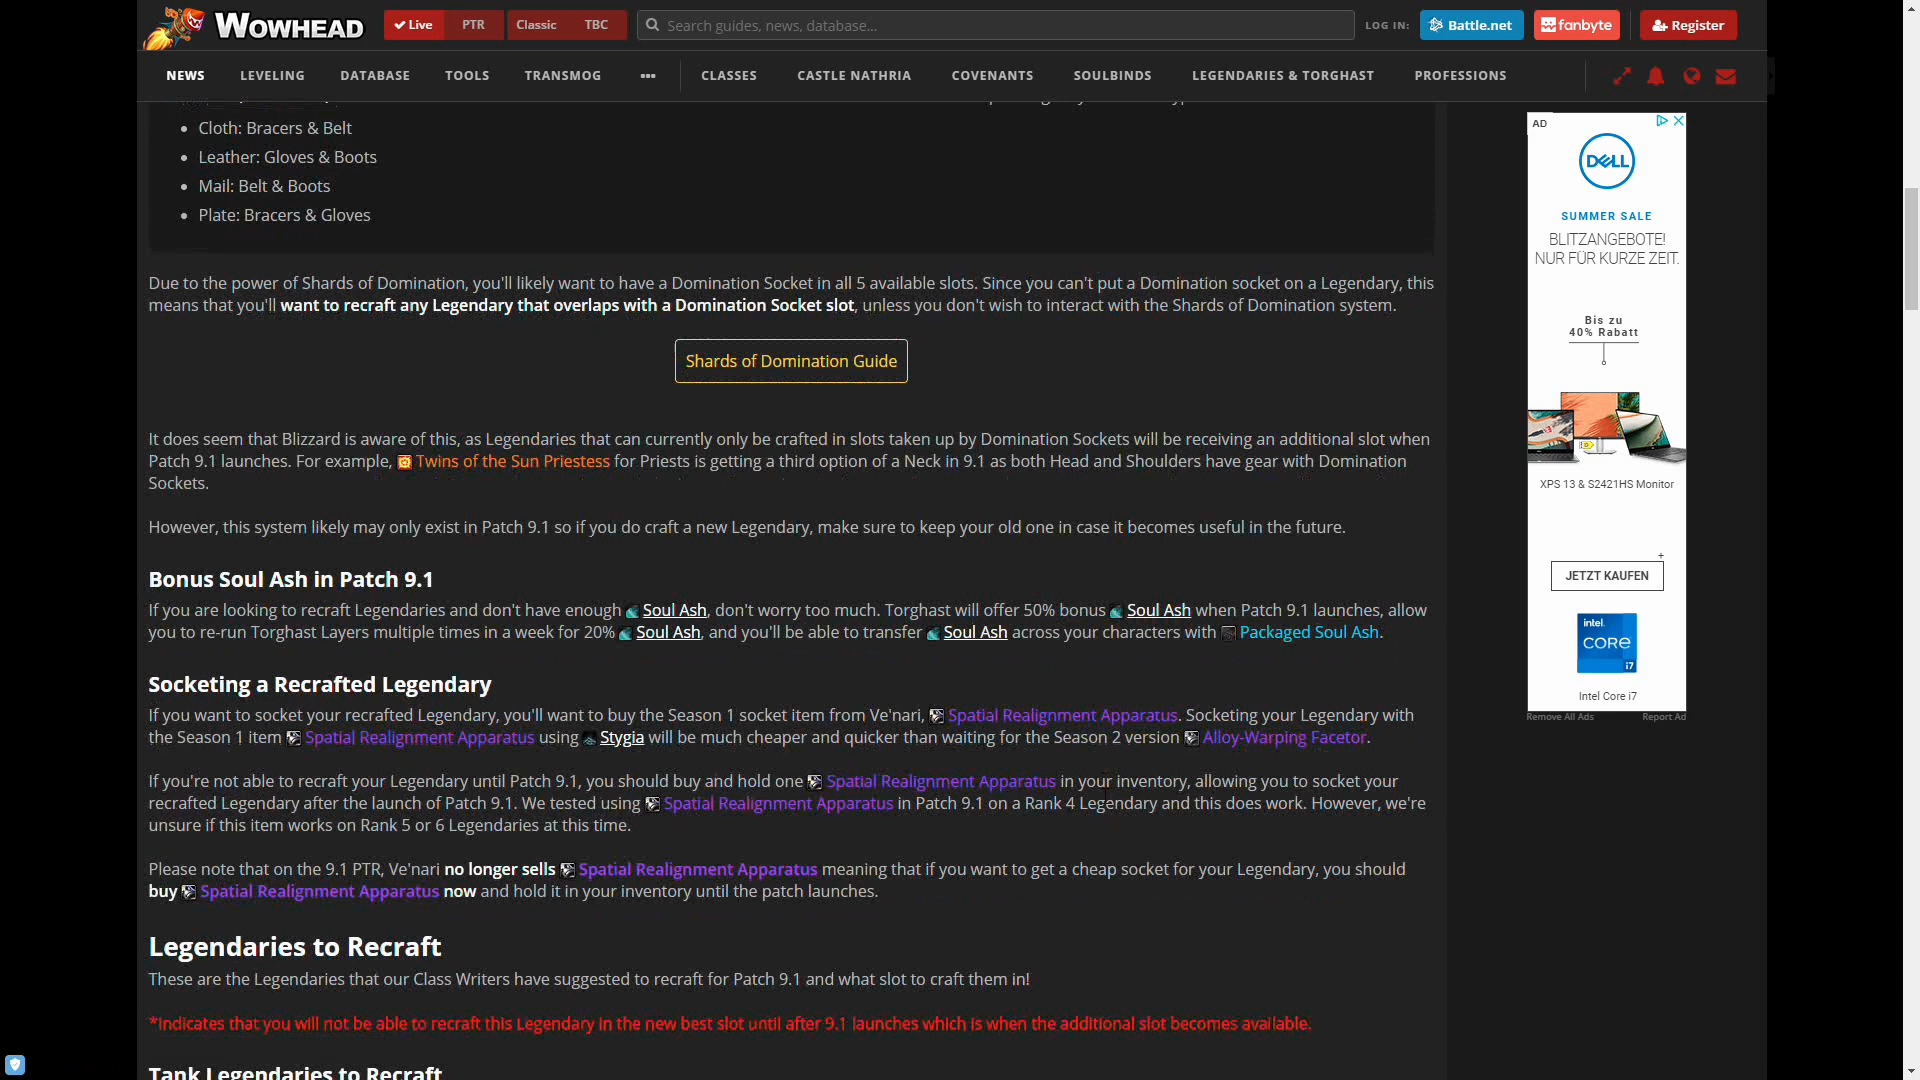 WOWHEAD
Live PTR Classic TBC
Search guides, news, database...
LOG IN: Battle.net fanbyte Register
NEWS LEVELING DATABASE TOOLS TRANSMOG ••• CLASSES CASTLE NATHRIA COVENANTS SOULBINDS LEGENDARIES & TORGHAST PROFESSIONS
• Cloth: Bracers & Belt
• Leather: Gloves & Boots
• Mail: Belt & Boots
• Plate: Bracers & Gloves
Due to the power of Shards of Domination, you'll likely want to have a Domination Socket in all 5 available slots. Since you can't put a Domination socket on a Legendary, this
means that you'll want to recraft any Legendary that overlaps with a Domination Socket slot, unless you don't wish to interact with the Shards of Domination system.
Shards of Domination Guide
It does seem that Blizzard is aware of this, as Legendaries that can currently only be crafted in slots taken up by Domination Sockets will be receiving an additional slot when
Patch 9.1 launches. For example, Twins of the Sun Priestess for Priests is getting a third option of a Neck in 9.1 as both Head and Shoulders have gear with Domination
Sockets.
However, this system likely may only exist in Patch 9.1 so if you do craft a new Legendary, make sure to keep your old one in case it becomes useful in the future.
Bonus Soul Ash in Patch 9.1
If you are looking to recraft Legendaries and don't have enough Soul Ash, don't worry too much. Torghast will offer 50% bonus Soul Ash when Patch 9.1 launches, allow
you to re-run Torghast Layers multiple times in a week for 20% Soul Ash, and you'll be able to transfer Soul Ash across your characters with Packaged Soul Ash.
Socketing a Recrafted Legendary
If you want to socket your recrafted Legendary, you'll want to buy the Season 1 socket item from Ve'nari, Spatial Realignment Apparatus. Socketing your Legendary with
the Season 1 item Spatial Realignment Apparatus using Stygia will be much cheaper and quicker than waiting for the Season 2 version Alloy-Warping Facetor.
If you're not able to recraft your Legendary until Patch 9.1, you should buy and hold one Spatial Realignment Apparatus in your inventory, allowing you to socket your
recrafted Legendary after the launch of Patch 9.1. We tested using Spatial Realignment Apparatus in Patch 9.1 on a Rank 4 Legendary and this does work. However, we're
unsure if this item works on Rank 5 or 6 Legendaries at this time.
Please note that on the 9.1 PTR, Ve'nari no longer sells Spatial Realignment Apparatus meaning that if you want to get a cheap socket for your Legendary, you should
buy Spatial Realignment Apparatus now and hold it in your inventory until the patch launches.
Legendaries to Recraft
These are the Legendaries that our Class Writers have suggested to recraft for Patch 9.1 and what slot to craft them in!
*Indicates that you will not be able to recraft this Legendary in the new best slot until after 9.1 launches which is when the additional slot becomes available.
Tank Legendaries to Recraft
AD
DELL
SUMMER SALE
BLITZANGEBOTE!
NUR FÜR KURZE ZEIT.
Bis zu
40% Rabatt
XPS 13 & S2421HS Monitor
+
JETZT KAUFEN
intel.
CORE
i7
Intel Core i7
Remove All Ads Report Ad